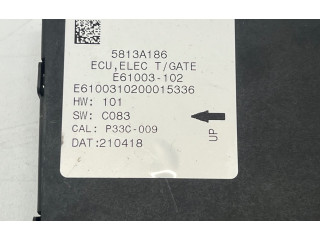 5813A186
ECU,ELEC T/GATE
E61003-102
E6100310200015336
HW: 101
SW: C083
CAL: P33C-009
DAT:210418
UP